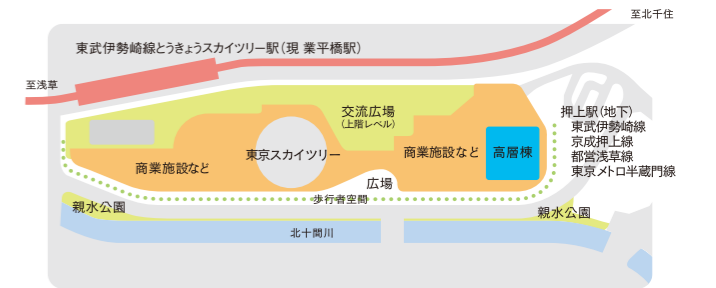 至北千住
東武伊勢崎線とうきょうスカイツリー駅（現 業平橋駅）
至浅草
交流広場
（上階レベル）
押上駅（地下）
東武伊勢崎線
京成押上線
都営浅草線
東京メトロ半蔵門線
商業施設など
東京スカイツリー
商業施設など
高層棟
広場
歩行者空間
親水公園
親水公園
北十間川